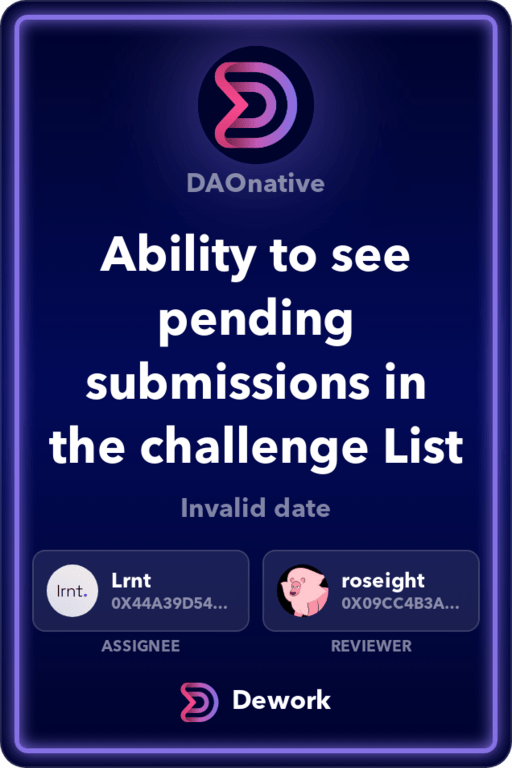 DAOnative
Ability to see
pending
submissions in
the challenge List
Invalid date
lrnt.
Lrnt
0X44A39D54...
roseight
0X09CC4B3A...
ASSIGNEE
REVIEWER
Dework